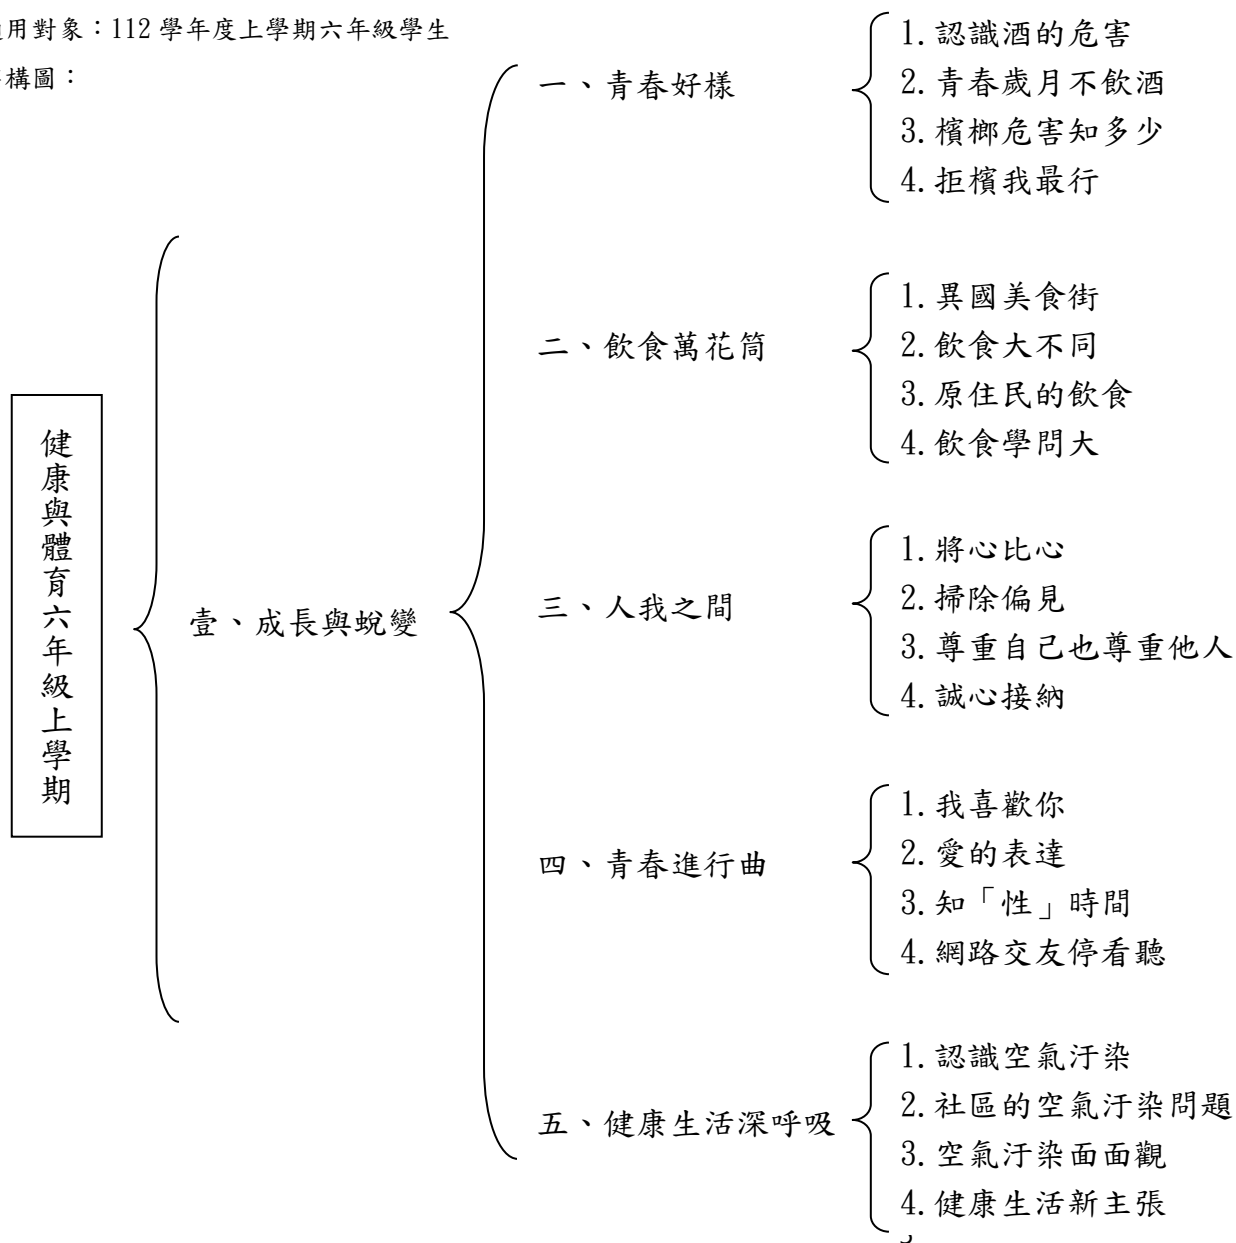 用對象：112 學年度上學期六年級學生
構圖：
健康與體育六年級上學期
壹、成長與蛻變
一、青春好樣
1.認識酒的危害
2.青春歲月不飲酒
3.檳榔危害知多少
4.拒檳我最行
二、飲食萬花筒
1.異國美食街
2.飲食大不同
3.原住民的飲食
4.飲食學問大
三、人我之間
1.將心比心
2.掃除偏見
3.尊重自己也尊重他人
4.誠心接納
四、青春進行曲
1.我喜歡你
2.愛的表達
3.知「性」時間
4.網路交友停看聽
五、健康生活深呼吸
1.認識空氣汙染
2.社區的空氣汙染問題
3.空氣汙染面面觀
4.健康生活新主張